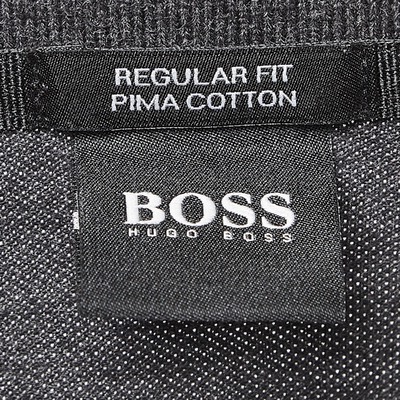 REGULAR FIT
PIMA COTTON
BOSS
HUGO BOSS